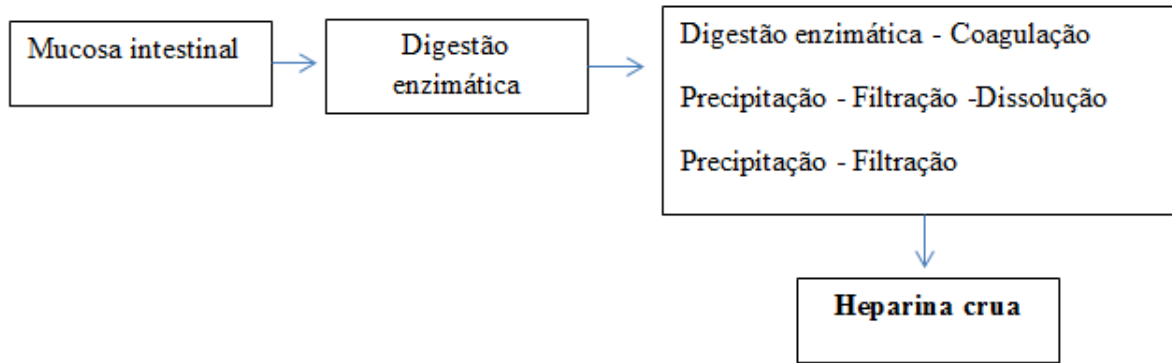 Mucosa intestinal
Digestão
enzimática
Digestão enzimática - Coagulação
Precipitação - Filtração -Dissolução
Precipitação - Filtração
Heparina crua